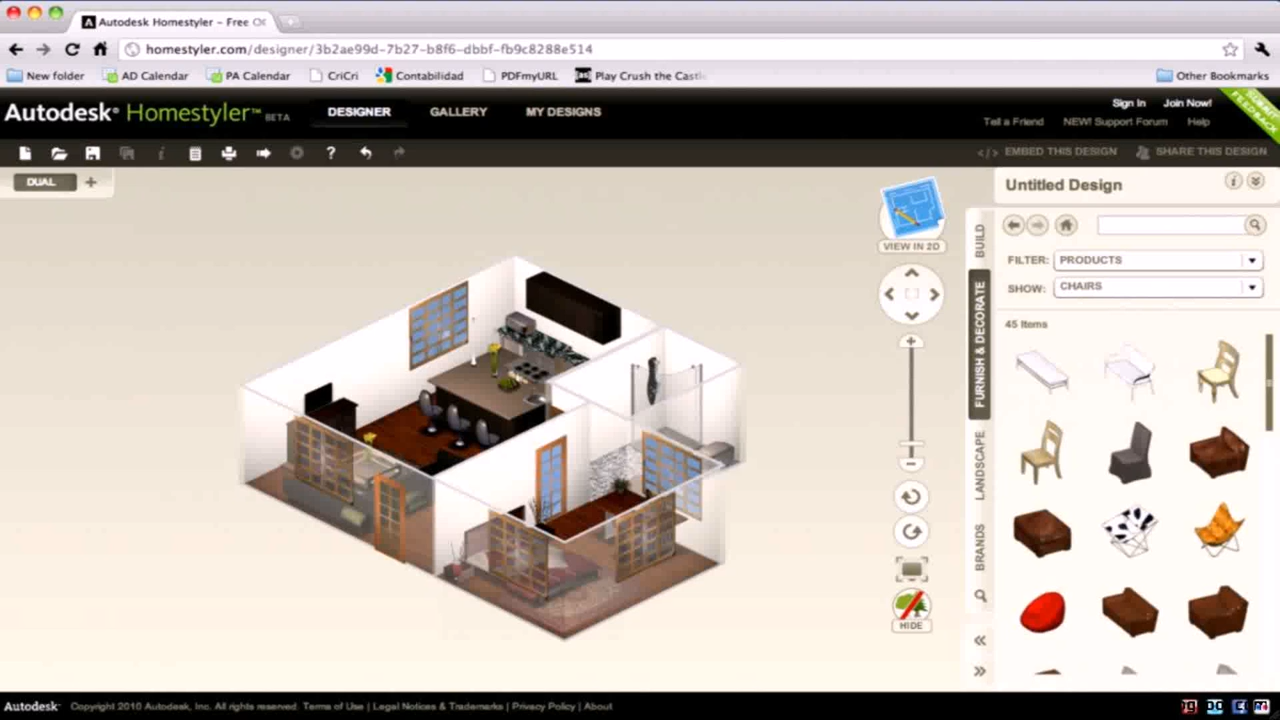 Autodesk Homestyler – Free O
homestyler.com/designer/3b2ae99d-7b27-b8f6-dbbf-fb9c8288e514
New folder AD Calendar PA Calendar CriCri Contabilidad PDFmyURL Play Crush the Castl Other Bookmarks
Autodesk® Homestyler™ BETA DESIGNER GALLERY MY DESIGNS Sign In Join Now!
Tell a Friend NEW! Support Forum Help
FEEDBACK
</> EMBED THIS DESIGN SHARE THIS DESIGN
DUAL +
Untitled Design
VIEW IN 2D
BUILD
FILTER: PRODUCTS
SHOW: CHAIRS
45 Items
FURNISH & DECORATE
LANDSCAPE
BRANDS
HIDE
Autodesk® Copyright 2010 Autodesk, Inc. All rights reserved. Terms of Use | Legal Notices & Trademarks | Privacy Policy | About